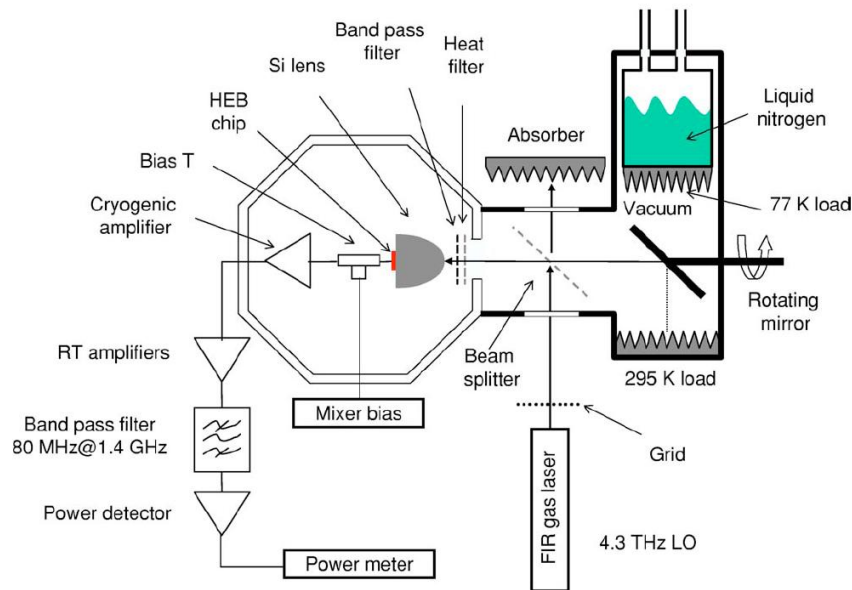 Band pass
filter
Heat
filter
Si lens
HEB
chip
Bias T
Cryogenic
amplifier
Absorber
Liquid
nitrogen
Vacuum
77 K load
Rotating
mirror
Beam
splitter
295 K load
RT amplifiers
Mixer bias
Band pass filter
80 MHz@1.4 GHz
Grid
Power detector
FIR gas laser
4.3 THz LO
Power meter